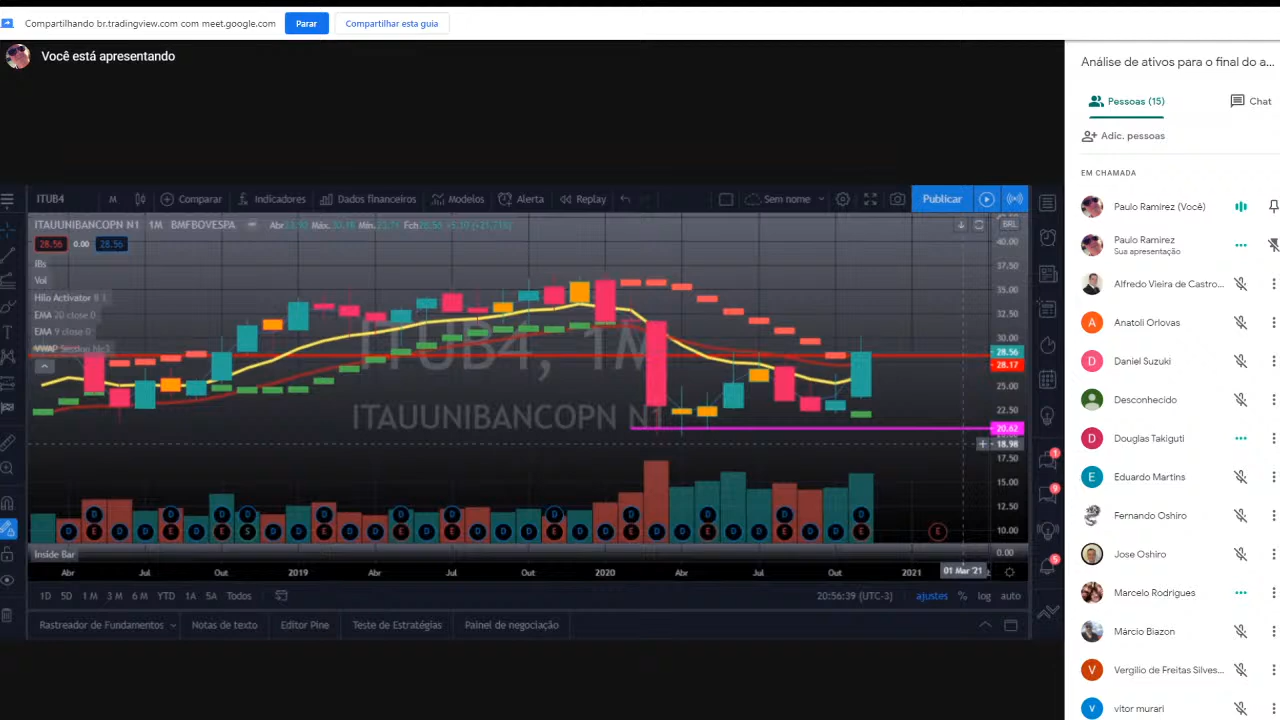 Compartilhando br.tradingview.com com meet.google.com Parar Compartilhar esta guia
Você está apresentando
Análise de ativos para o final do a...
Pessoas (15) Chat
Adic. pessoas
EM CHAMADA
Paulo Ramirez (Você)
Paulo Ramirez
Sua apresentação
Alfredo Vieira de Castro...
A Anatoli Orlovas
D Daniel Suzuki
Desconhecido
D Douglas Takiguti
E Eduardo Martins
Fernando Oshiro
Jose Oshiro
Marcelo Rodrigues
Márcio Biazon
V Vergilio de Freitas Silves...
V vitor murari
ITUB4 M Comparar Indicadores Dados financeiros Modelos Alerta Replay Sem nome Publicar
ITAUUNIBANCOPN N1 1M BMFBOVESPA
28.56 0.00 28.56
Vol
Hilo Activator
EMA 20 close 0
EMA 9 close 0
ITUB4, 1M
ITAUUNIBANCOPN N1
BRL
40.00
37.50
35.00
32.50
30.00
28.56
28.17
25.00
22.50
20.62
18.98
17.50
15.00
12.50
10.00
0.00
Inside Bar
Abr Jul Out 2019 Abr Jul Out 2020 Abr Jul Out 2021 01 Mar '21
1D 5D 1 M 3 M 6 M YTD 1A 5A Todos 20:56:39 (UTC-3) ajustes % log auto
Rastreador de Fundamentos Notas de texto Editor Pine Teste de Estratégias Painel de negociação
1
9
5